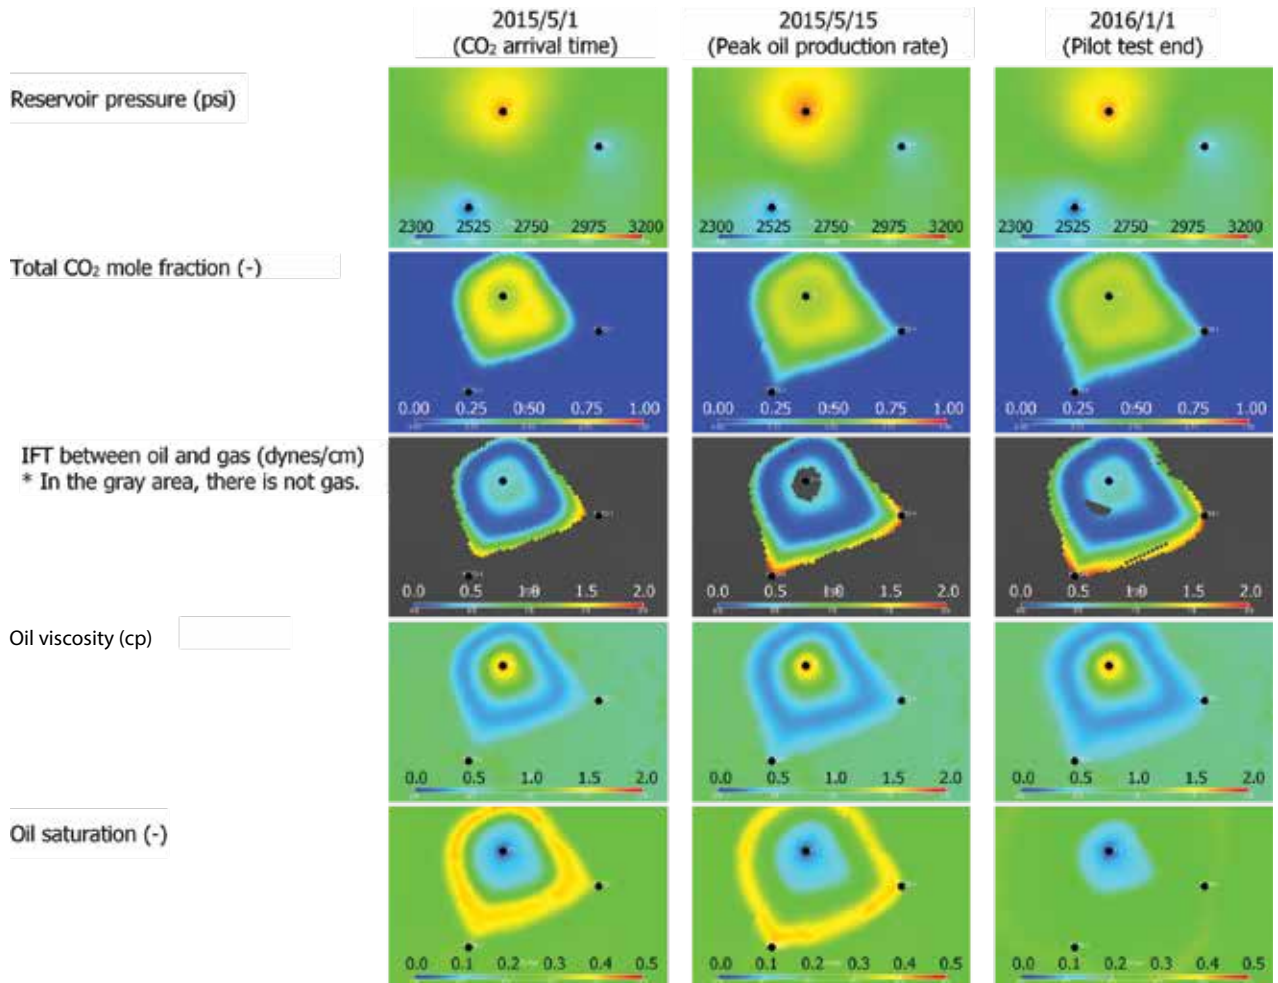 2015/5/1
(CO₂ arrival time)
2015/5/15
(Peak oil production rate)
2016/1/1
(Pilot test end)
Reservoir pressure (psi)
2300 2525 2750 2975 3200
2300 2525 2750 2975 3200
2300 2525 2750 2975 3200
Total CO₂ mole fraction (-)
0.00 0.25 0.50 0.75 1.00
0.00 0.25 0.50 0.75 1.00
0.00 0.25 0.50 0.75 1.00
IFT between oil and gas (dynes/cm)
* In the gray area, there is not gas.
0.0 0.5 1.0 1.5 2.0
0.0 0.5 1.0 1.5 2.0
0.0 0.5 1.0 1.5 2.0
Oil viscosity (cp)
0.0 0.5 1.0 1.5 2.0
0.0 0.5 1.0 1.5 2.0
0.0 0.5 1.0 1.5 2.0
Oil saturation (-)
0.0 0.1 0.2 0.3 0.4 0.5
0.0 0.1 0.2 0.3 0.4 0.5
0.0 0.1 0.2 0.3 0.4 0.5